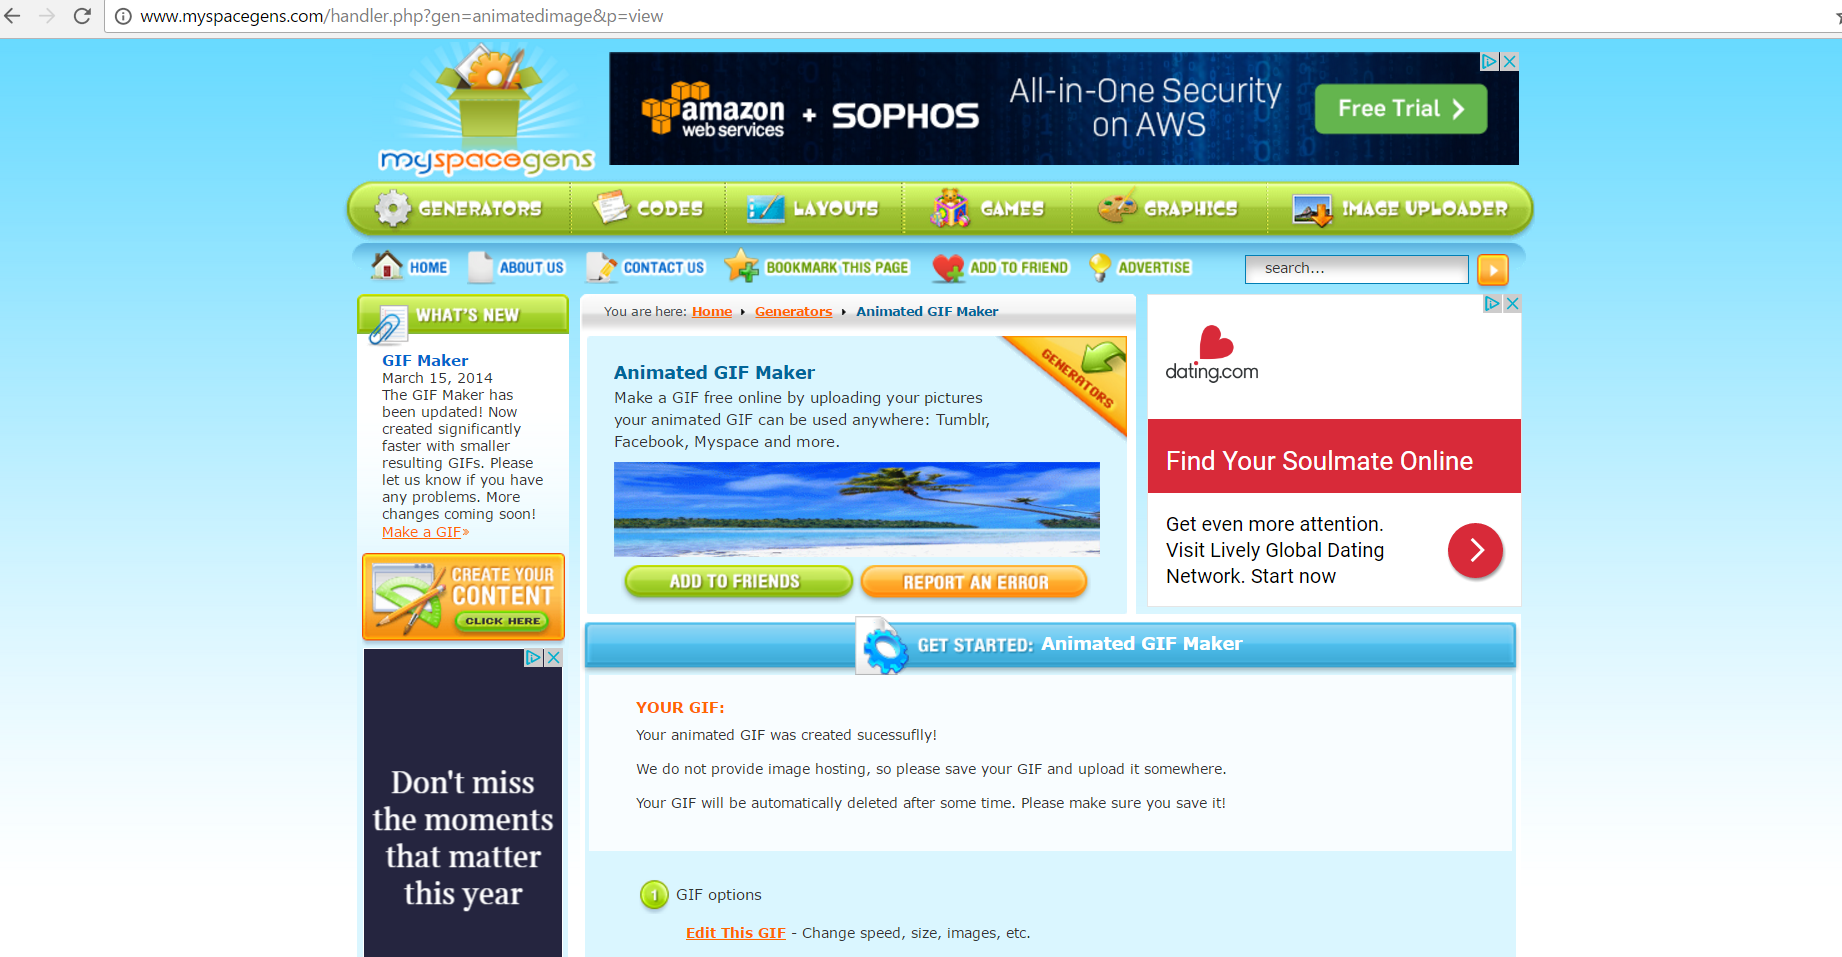 www.myspacegens.com/handler.php?gen=animatedimage&p=view
myspacegens
amazon
web services
+ SOPHOS
All-in-One Security
on AWS
Free Trial
GENERATORS
CODES
LAYOUTS
GAMES
GRAPHICS
IMAGE UPLOADER
HOME
ABOUT US
CONTACT US
BOOKMARK THIS PAGE
ADD TO FRIEND
ADVERTISE
search...
WHAT'S NEW
GIF Maker
March 15, 2014
The GIF Maker has
been updated! Now
created significantly
faster with smaller
resulting GIFs. Please
let us know if you have
any problems. More
changes coming soon!
Make a GIF»
CREATE YOUR
CONTENT
CLICK HERE
Don't miss
the moments
that matter
this year
You are here: Home Generators Animated GIF Maker
Animated GIF Maker
Make a GIF free online by uploading your pictures
your animated GIF can be used anywhere: Tumblr,
Facebook, Myspace and more.
GENERATORS
ADD TO FRIENDS
REPORT AN ERROR
dating.com
Find Your Soulmate Online
Get even more attention.
Visit Lively Global Dating
Network. Start now
GET STARTED: Animated GIF Maker
YOUR GIF:
Your animated GIF was created sucessuflly!
We do not provide image hosting, so please save your GIF and upload it somewhere.
Your GIF will be automatically deleted after some time. Please make sure you save it!
1 GIF options
Edit This GIF - Change speed, size, images, etc.